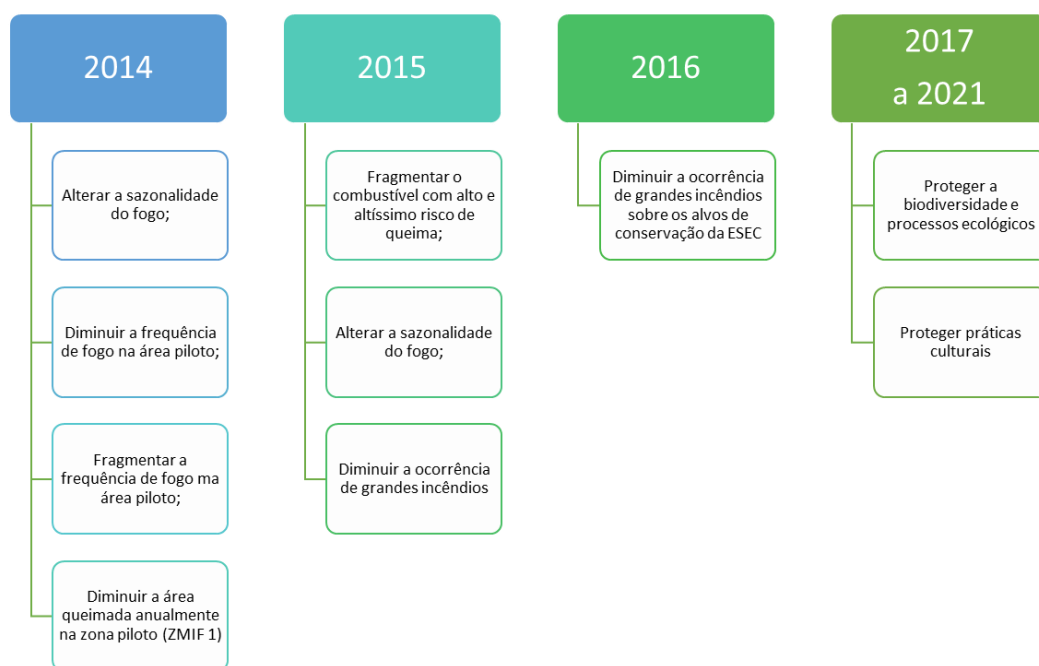 2014
Alterar a sazonalidade
do fogo;
Diminuir a frequência
de fogo na área piloto;
Fragmentar a
frequência de fogo ma
área piloto;
Diminuir a área
queimada anualmente
na zona piloto (ZMIF 1)
2015
Fragmentar o
combustível com alto e
altíssimo risco de
queima;
Alterar a sazonalidade
do fogo;
Diminuir a ocorrência
de grandes incêndios
2016
Diminuir a ocorrência
de grandes incêndios
sobre os alvos de
conservação da ESEC
2017
a 2021
Proteger a
biodiversidade e
processos ecológicos
Proteger práticas
culturais